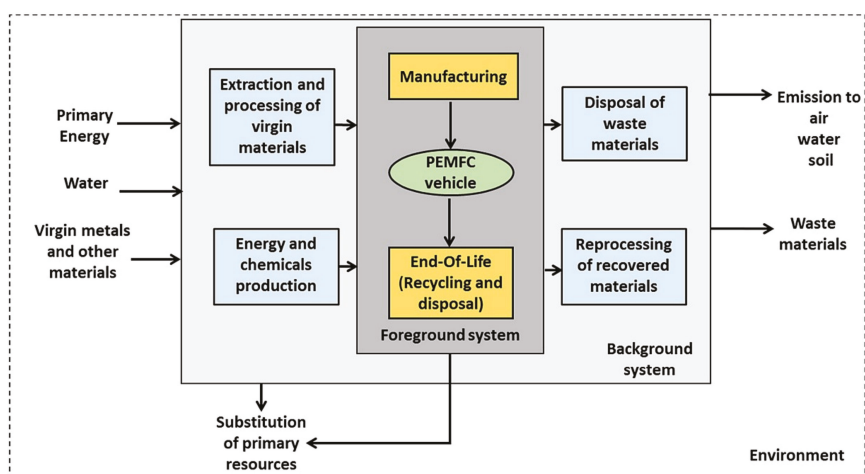 Primary
Energy
Water
Virgin metals
and other
materials
Extraction and
processing of
virgin
materials
Energy and
chemicals
production
Manufacturing
PEMFC
vehicle
End-Of-Life
(Recycling and
disposal)
Foreground system
Disposal of
waste
materials
Reprocessing
of recovered
materials
Background
system
Emission to
air
water
soil
Waste
materials
Substitution
of primary
resources
Environment